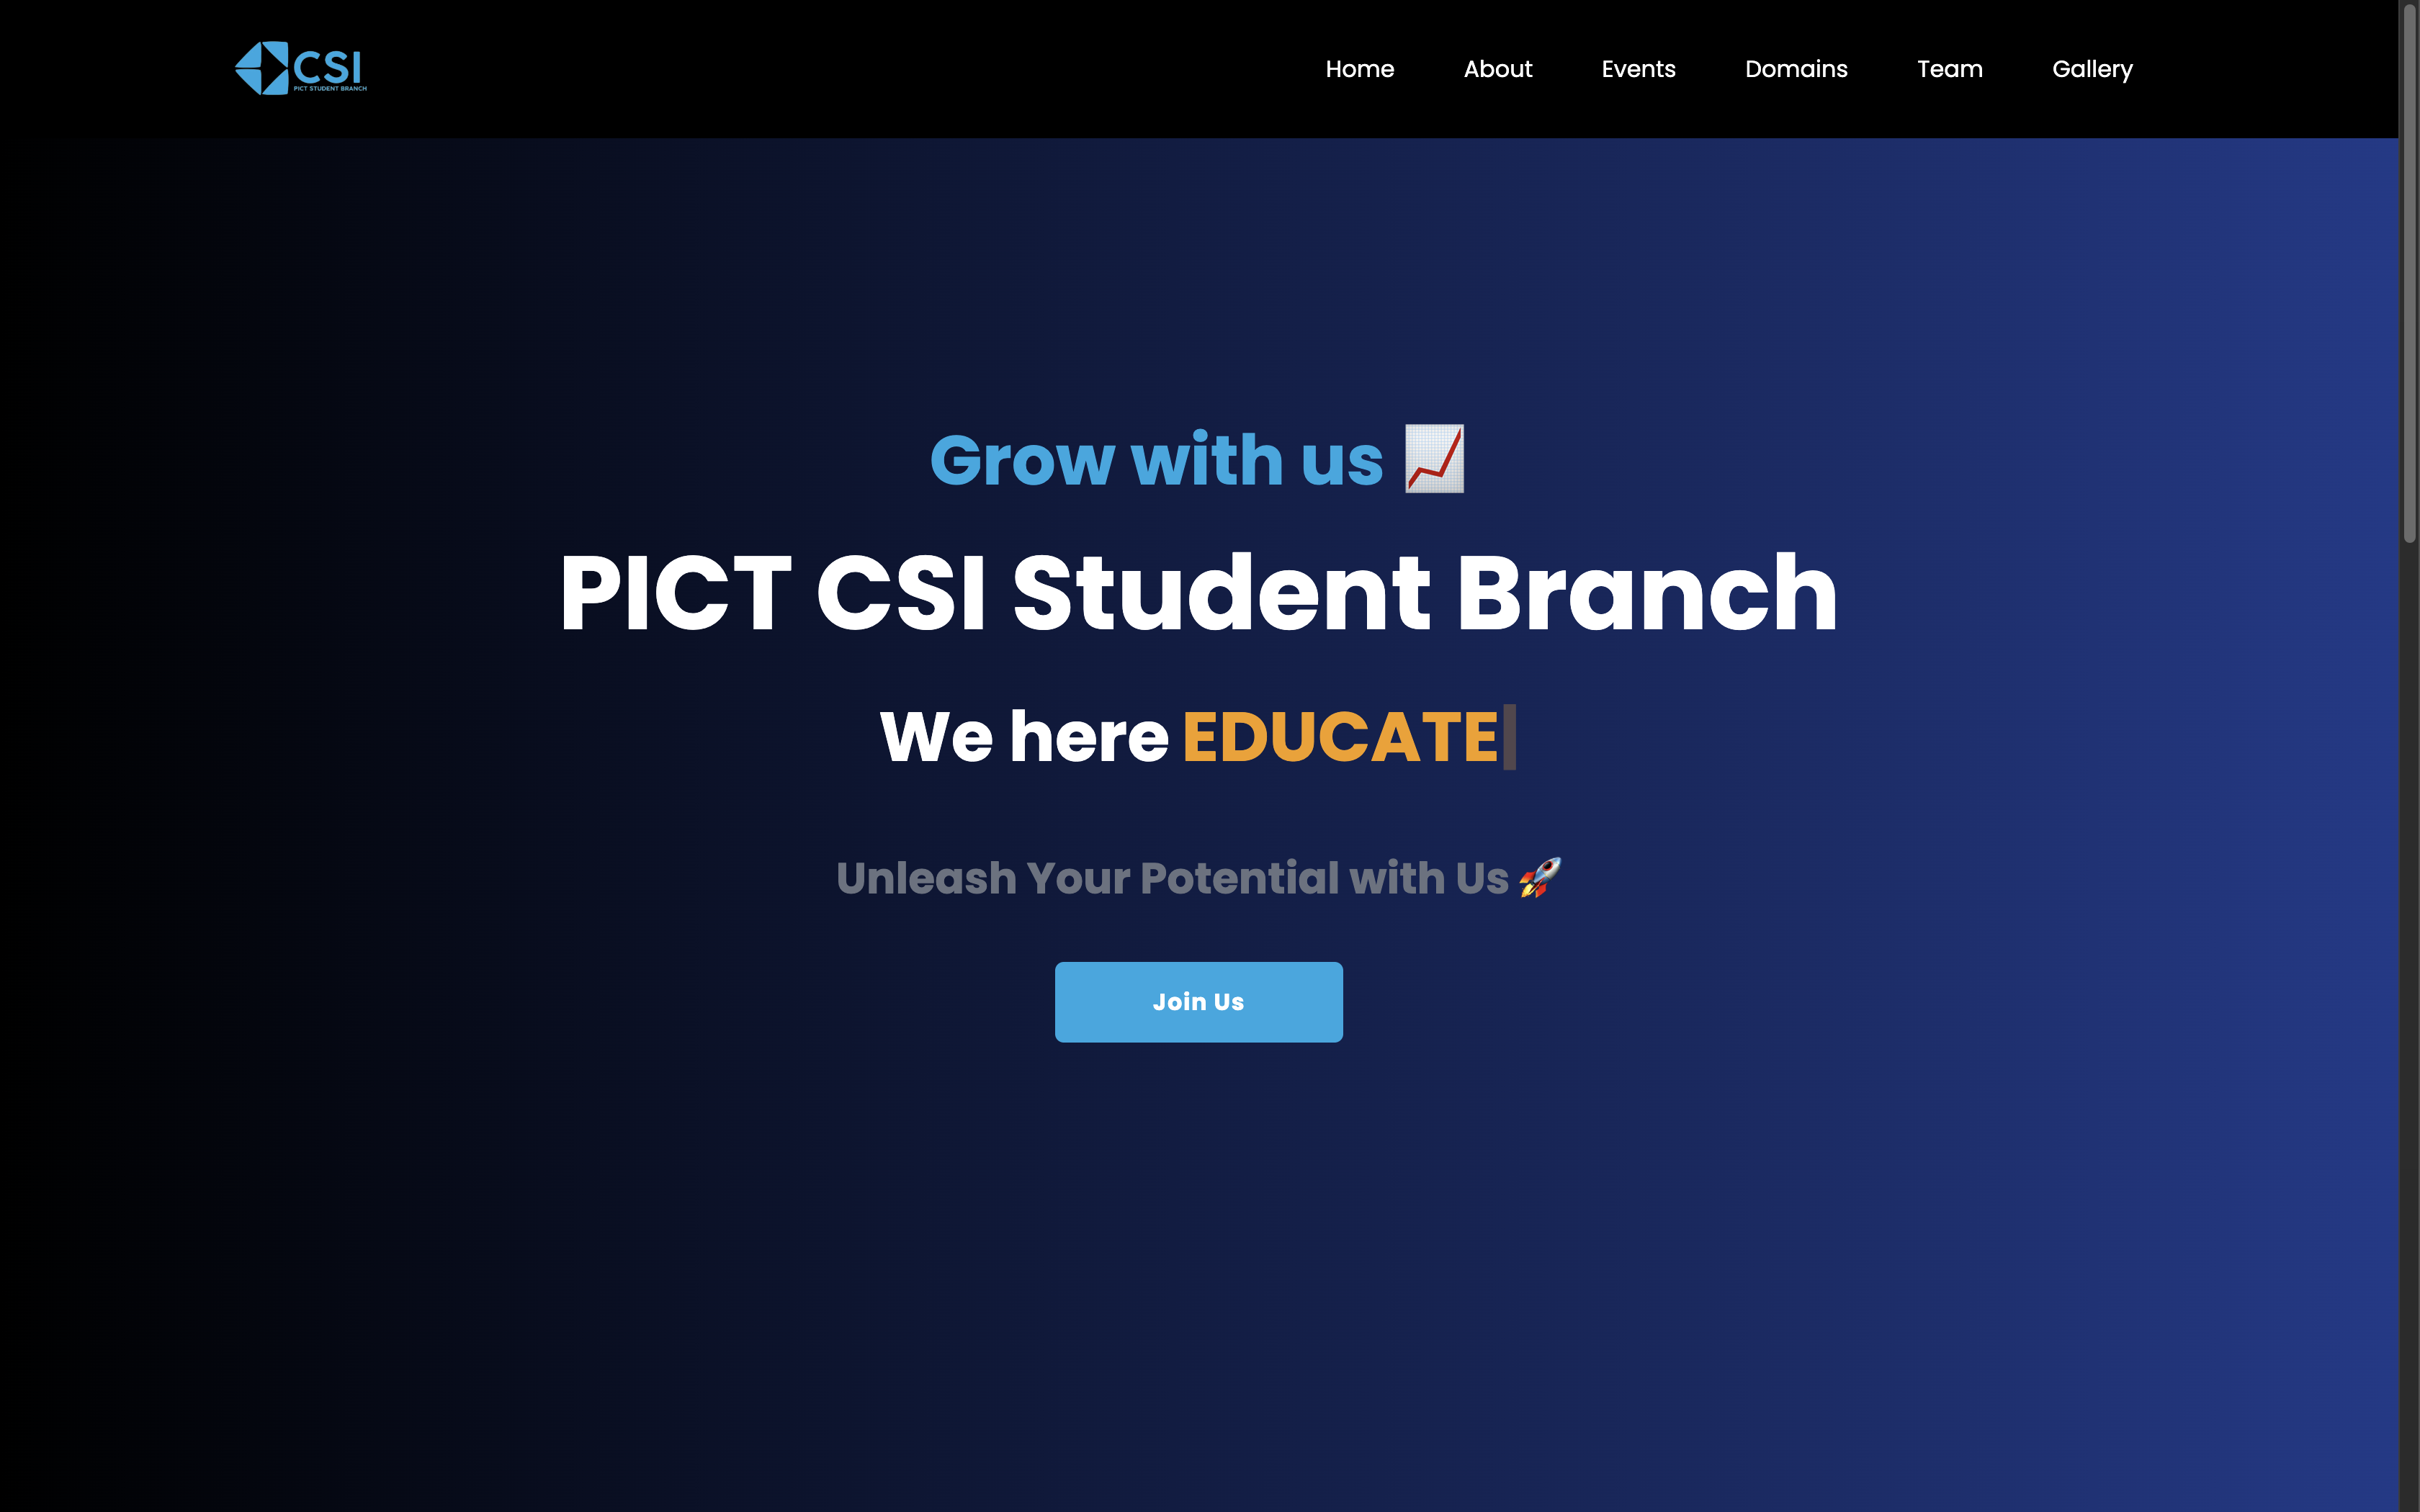 CSI
PICT STUDENT BRANCH
Home About Events Domains Team Gallery
Grow with us 📈
PICT CSI Student Branch
We here EDUCATE
Unleash Your Potential with Us 🚀
Join Us